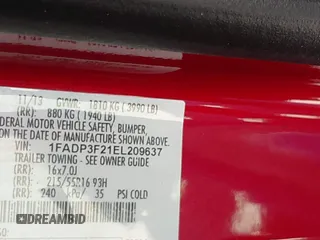 11/13 GVWR: 1810 KG ( 3990 LB)
(RR): 880 KG ( 1940 LB)
FEDERAL MOTOR VEHICLE SAFETY, BUMPER,
ON THE DATE OF MANUFACTURE SHOWN ABOVE.
VIN: 1FADP3F21EL209637
TRAILER TOWING - SEE OWNER GUIDE
(RR) 16x7.0J
(RR) 215/55R16 93H
(RR) 240 kPa/ 35 PSI COLD
DREAMBID